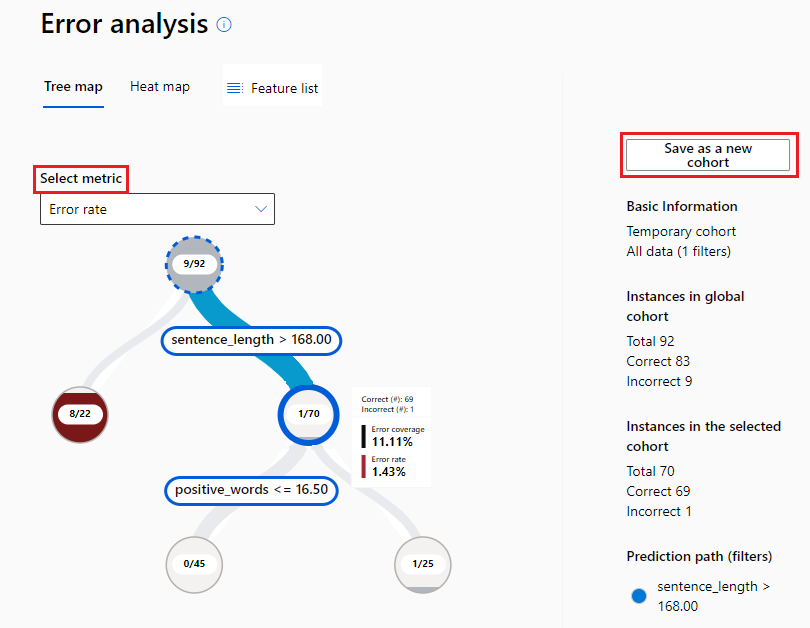 Error analysis
Tree map
Heat map
Feature list
Select metric
Error rate
9/92
sentence_length > 168.00
8/22
1/70
Correct (#): 69
Incorrect (#): 1
Error coverage
11.11%
Error rate
1.43%
positive_words <= 16.50
0/45
1/25
Save as a new
cohort
Basic Information
Temporary cohort
All data (1 filters)
Instances in global
cohort
Total 92
Correct 83
Incorrect 9
Instances in the selected
cohort
Total 70
Correct 69
Incorrect 1
Prediction path (filters)
sentence_length >
168.00